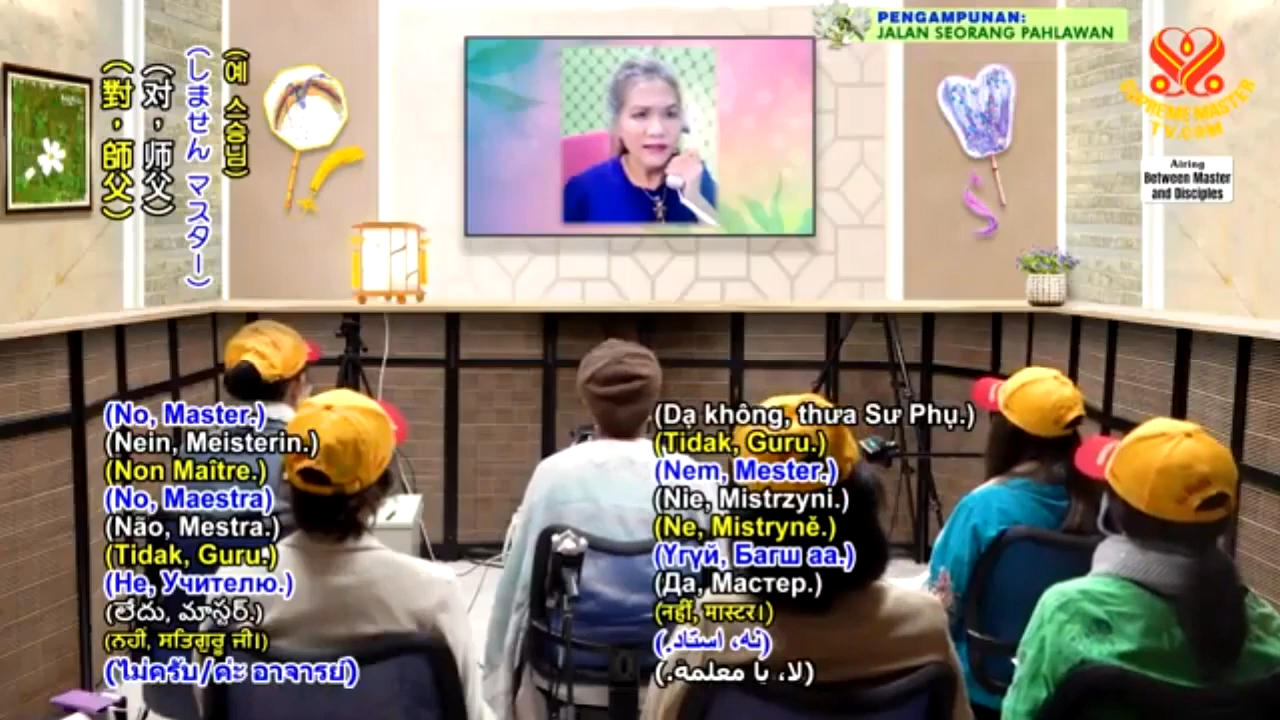 PENGAMPUNAN:
JALAN SEORANG PAHLAWAN
SUPREME MASTER
TV.COM
Airing
Between Master
and Disciples
(예 스승님)
(しません マスター)
(对，师父)
(對，師父)
(No, Master.)
(Nein, Meisterin.)
(Non Maître.)
(No, Maestra)
(Não, Mestra.)
(Tidak, Guru.)
(Не, Учителю.)
(లేదు, మాస్టర్.)
(ਨਹੀਂ, ਸਤਿਗੁਰੂ ਜੀ।)
(ไม่ครับ/ค่ะ อาจารย์)
(Dạ không, thưa Sư Phụ.)
(Tidak, Guru.)
(Nem, Mester.)
(Nie, Mistrzyni.)
(Ne, Mistryně.)
(Үгүй, Багш аа.)
(Да, Мастер.)
(नहीं, मास्टर।)
(نه، استاد.)
(لا، يا معلمة.)